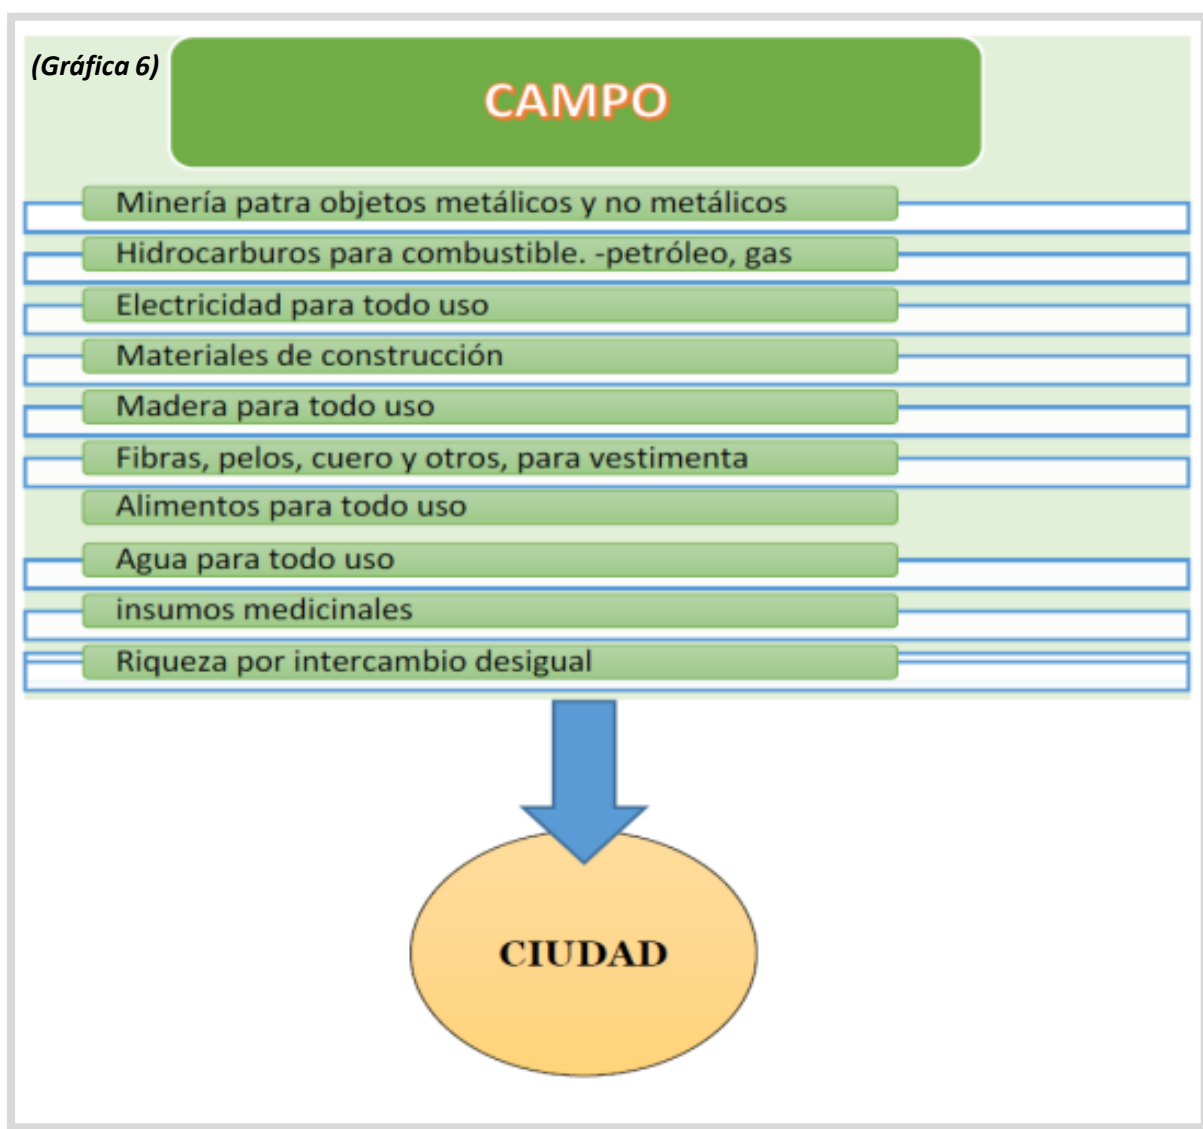 (Gráfica 6)
CAMPO
Minería patra objetos metálicos y no metálicos
Hidrocarburos para combustible. -petróleo, gas
Electricidad para todo uso
Materiales de construcción
Madera para todo uso
Fibras, pelos, cuero y otros, para vestimenta
Alimentos para todo uso
Agua para todo uso
insumos medicinales
Riqueza por intercambio desigual
CIUDAD